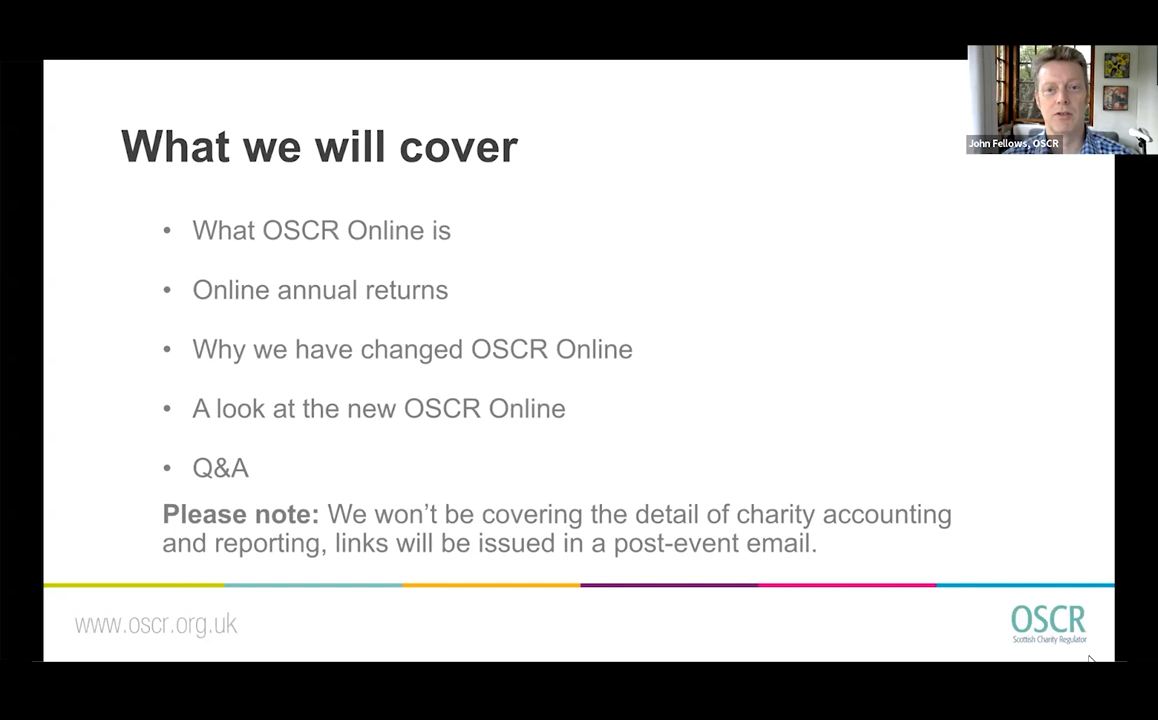 What we will cover
John Fellows, OSCR
• What OSCR Online is
• Online annual returns
• Why we have changed OSCR Online
• A look at the new OSCR Online
• Q&A
Please note: We won’t be covering the detail of charity accounting
and reporting, links will be issued in a post-event email.
www.oscr.org.uk
OSCR
Scottish Charity Regulator